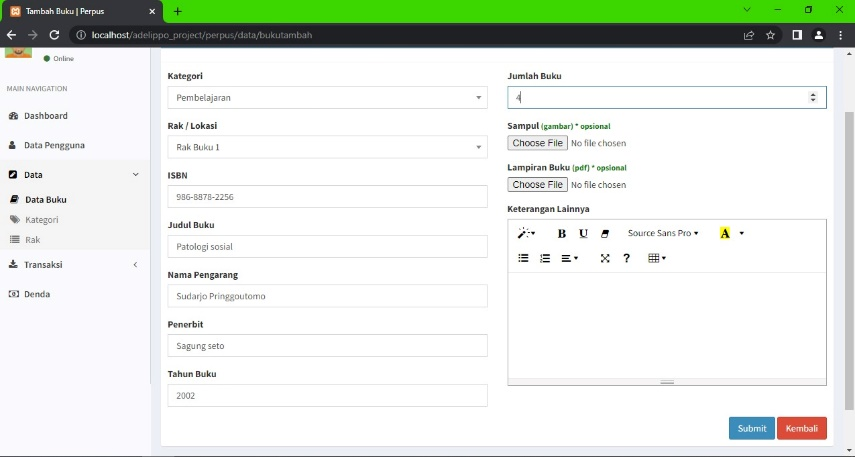 Tambah Buku | Perpus
localhost/adelippo_project/perpus/data/bukutambah
Online
MAIN NAVIGATION
Dashboard
Data Pengguna
Data
Data Buku
Kategori
Rak
Transaksi
Denda
Kategori
Pembelajaran
Rak / Lokasi
Rak Buku 1
ISBN
986-8878-2256
Judul Buku
Patologi sosial
Nama Pengarang
Sudarjo Pringgoutomo
Penerbit
Sagung seto
Tahun Buku
2002
Jumlah Buku
4
Sampul (gambar) * opsional
Choose File No file chosen
Lampiran Buku (pdf) * opsional
Choose File No file chosen
Keterangan Lainnya
B U Source Sans Pro A
?
Submit Kembali